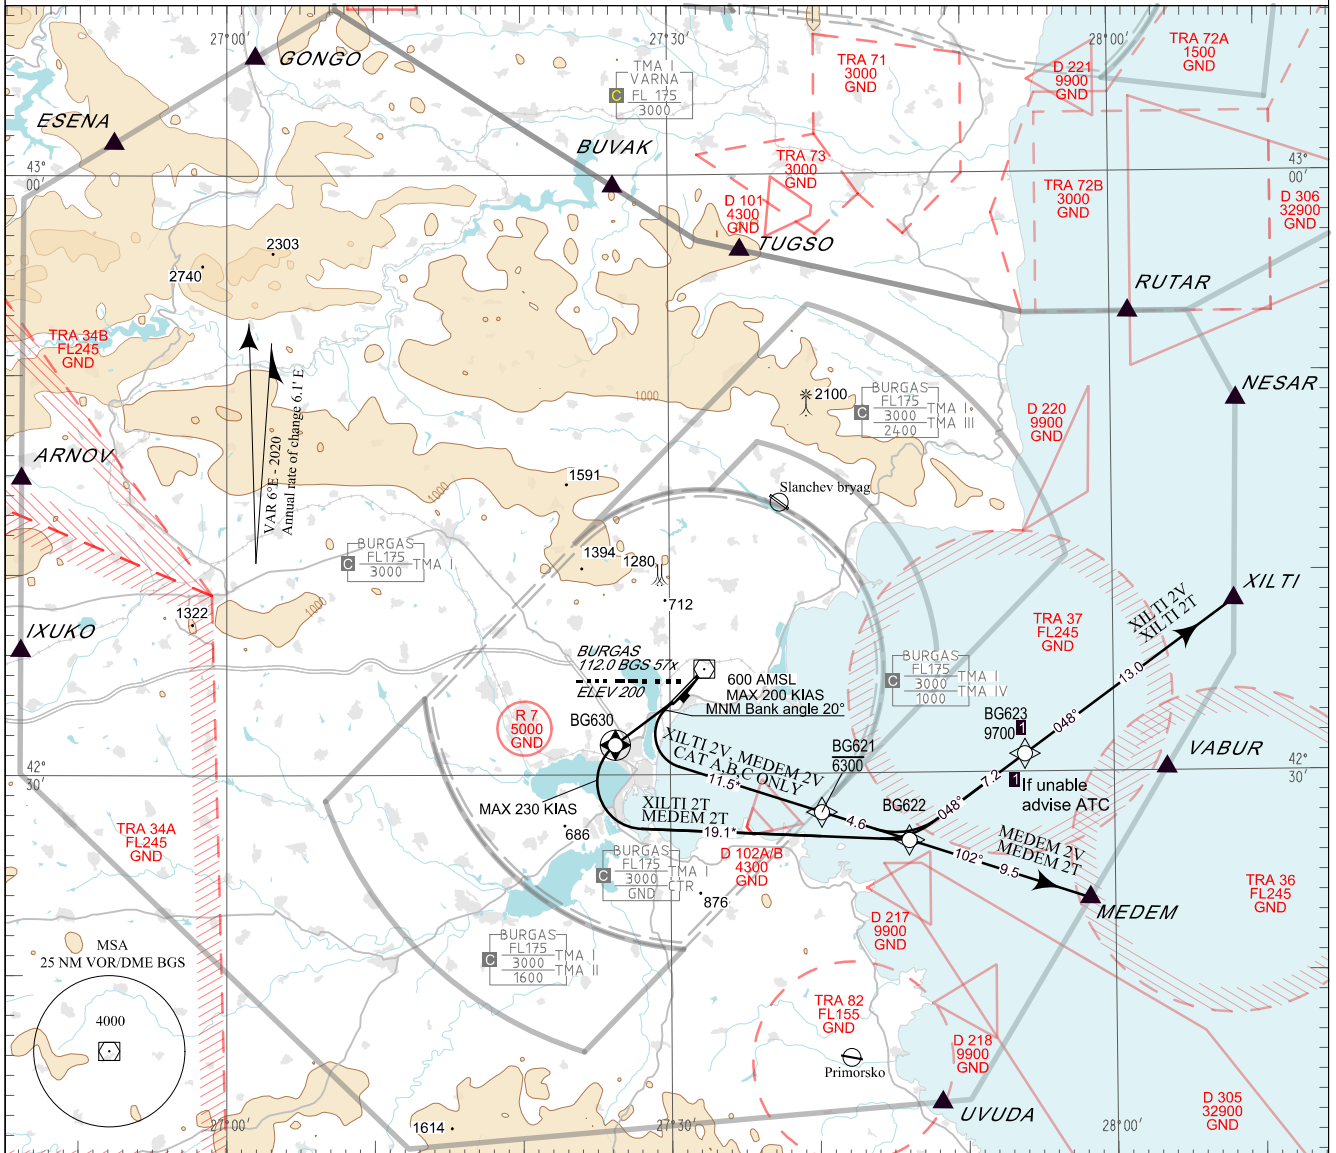 27°00'
27°30'
28°00'
GONGO
ESENA
TMA I
VARNA
C FL 175
3000
TRA 71
3000
GND
D 221
9900
GND
TRA 72A
1500
GND
BUVAK
43°
00'
TRA 73
3000
GND
TRA 72B
3000
GND
43°
00'
D 101
4300
GND
D 306
32900
GND
TUGSO
2303
2740
RUTAR
TRA 34B
FL245
GND
NESAR
1000
2100
BURGAS
FL175
C 3000 TMA I
2400 TMA III
D 220
9900
GND
VAR 6°E - 2020
Annual rate of change 6.1' E
ARNOV
1000
1591
Slanchev bryag
BURGAS
FL175
C 3000 TMA I
1394
1280
712
XILTI
1322
1000
IXUKO
TRA 37
FL245
GND
XILTI 2V
XILTI 2T
BURGAS
112.0 BGS 57x
ELEV 200
600 AMSL
MAX 200 KIAS
MNM Bank angle 20°
BURGAS
FL175
C 3000 TMA I
1000 TMA IV
13.0
048°
R 7
5000
GND
BG630
BG623
9700 1
XILTI 2V, MEDEM 2V
CAT A,B,C ONLY
11.5*
BG621
6300
VABUR
42°
30'
42°
30'
7.2
048°
1 If unable
advise ATC
MAX 230 KIAS
XILTI 2T
MEDEM 2T
19.1*
4.6
BG622
TRA 34A
FL245
GND
686
MEDEM 2V
MEDEM 2T
102°
9.5
D 102A/B
4300
GND
BURGAS
FL175
C 3000 TMA I
GND CTR
876
TRA 36
FL245
GND
MEDEM
D 217
9900
GND
MSA
25 NM VOR/DME BGS
4000
BURGAS
FL175
C 3000 TMA I
1600 TMA II
TRA 82
FL155
GND
D 218
9900
GND
Primorsko
D 305
32900
GND
UVUDA
1614
27°00'
27°30'
28°00'